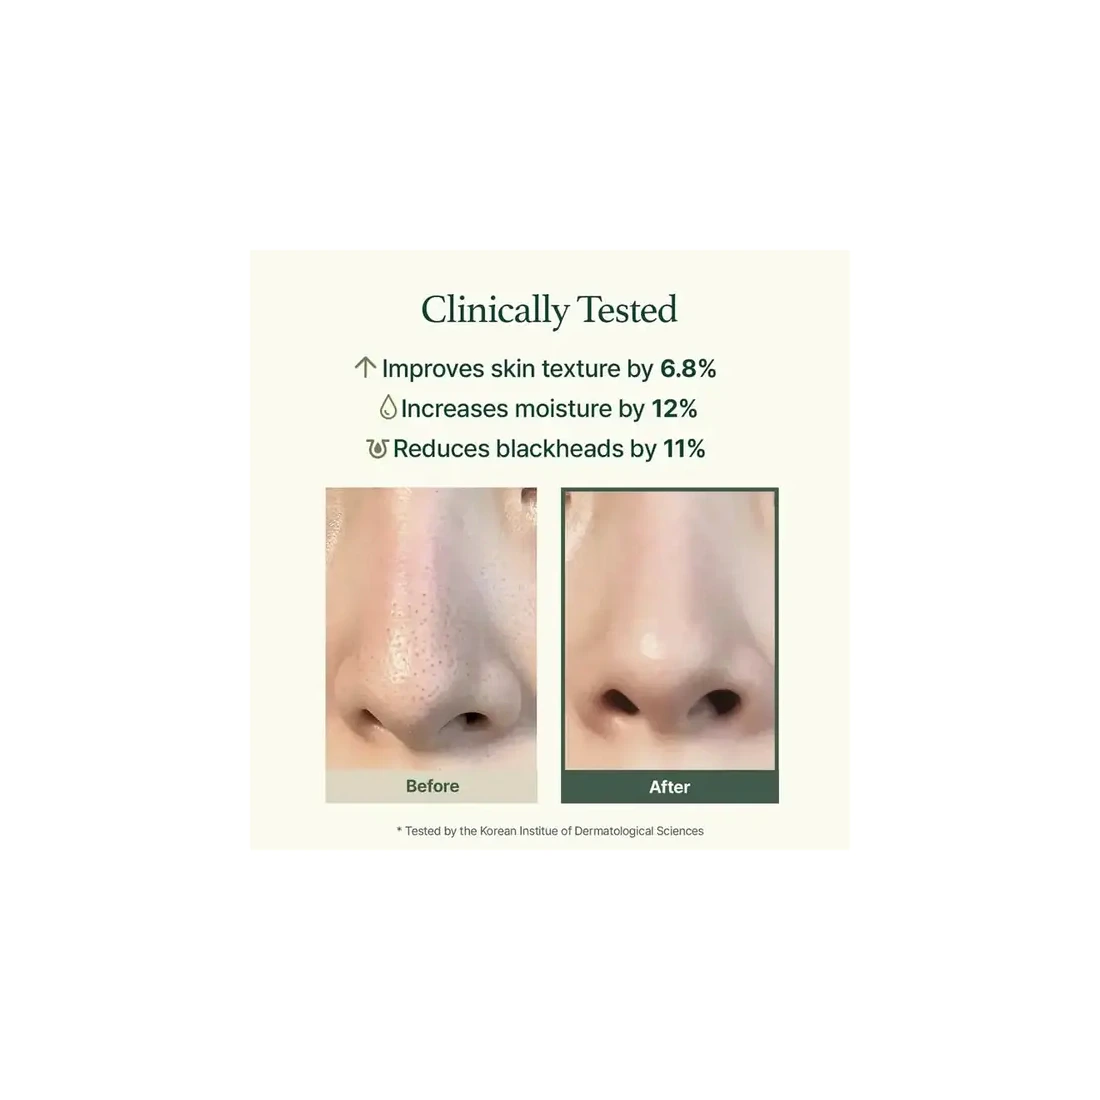 Clinically Tested
Improves skin texture by 6.8%
Increases moisture by 12%
Reduces blackheads by 11%
Before
After
* Tested by the Korean Institue of Dermatological Sciences